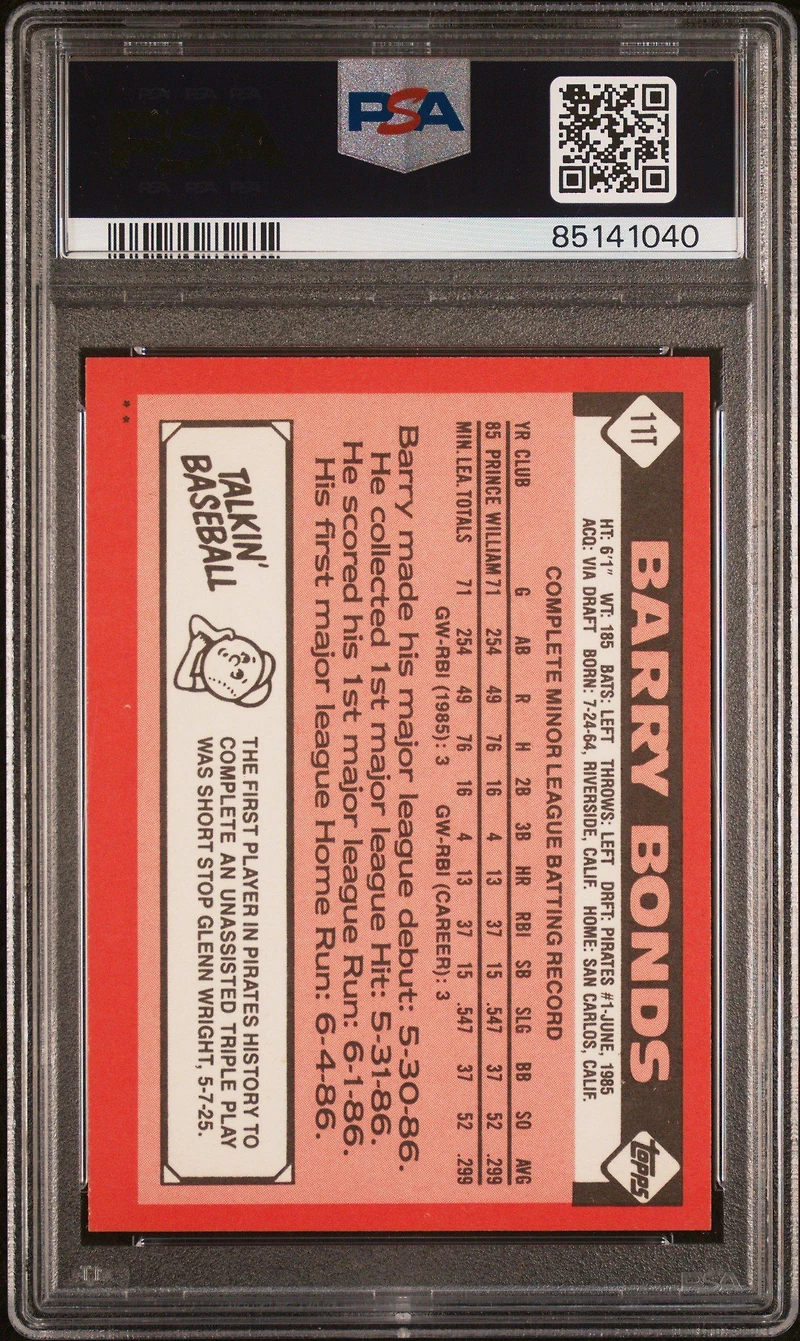 PSA
85141040
11T
BARRY BONDS
Topps
HT: 6'1" WT: 185 BATS: LEFT THROWS: LEFT DRFT: PIRATES #1-JUNE, 1985
ACQ: VIA DRAFT BORN: 7-24-64, RIVERSIDE, CALIF. HOME: SAN CARLOS, CALIF.
COMPLETE MINOR LEAGUE BATTING RECORD
YR CLUB G AB R H 2B 3B HR RBI SB SLG BB SO AVG
85 PRINCE WILLIAM 71 254 49 76 16 4 13 37 15 .547 37 52 .299
MIN. LEA. TOTALS 71 254 49 76 16 4 13 37 15 .547 37 52 .299
GW-RBI (1985): 3 GW-RBI (CAREER): 3
Barry made his major league debut: 5-30-86.
He collected 1st major league Hit: 5-31-86.
He scored his 1st major league Run: 6-1-86.
His first major league Home Run: 6-4-86.
TALKIN'
BASEBALL
THE FIRST PLAYER IN PIRATES HISTORY TO
COMPLETE AN UNASSISTED TRIPLE PLAY
WAS SHORT STOP GLENN WRIGHT, 5-7-25.
**
PSA